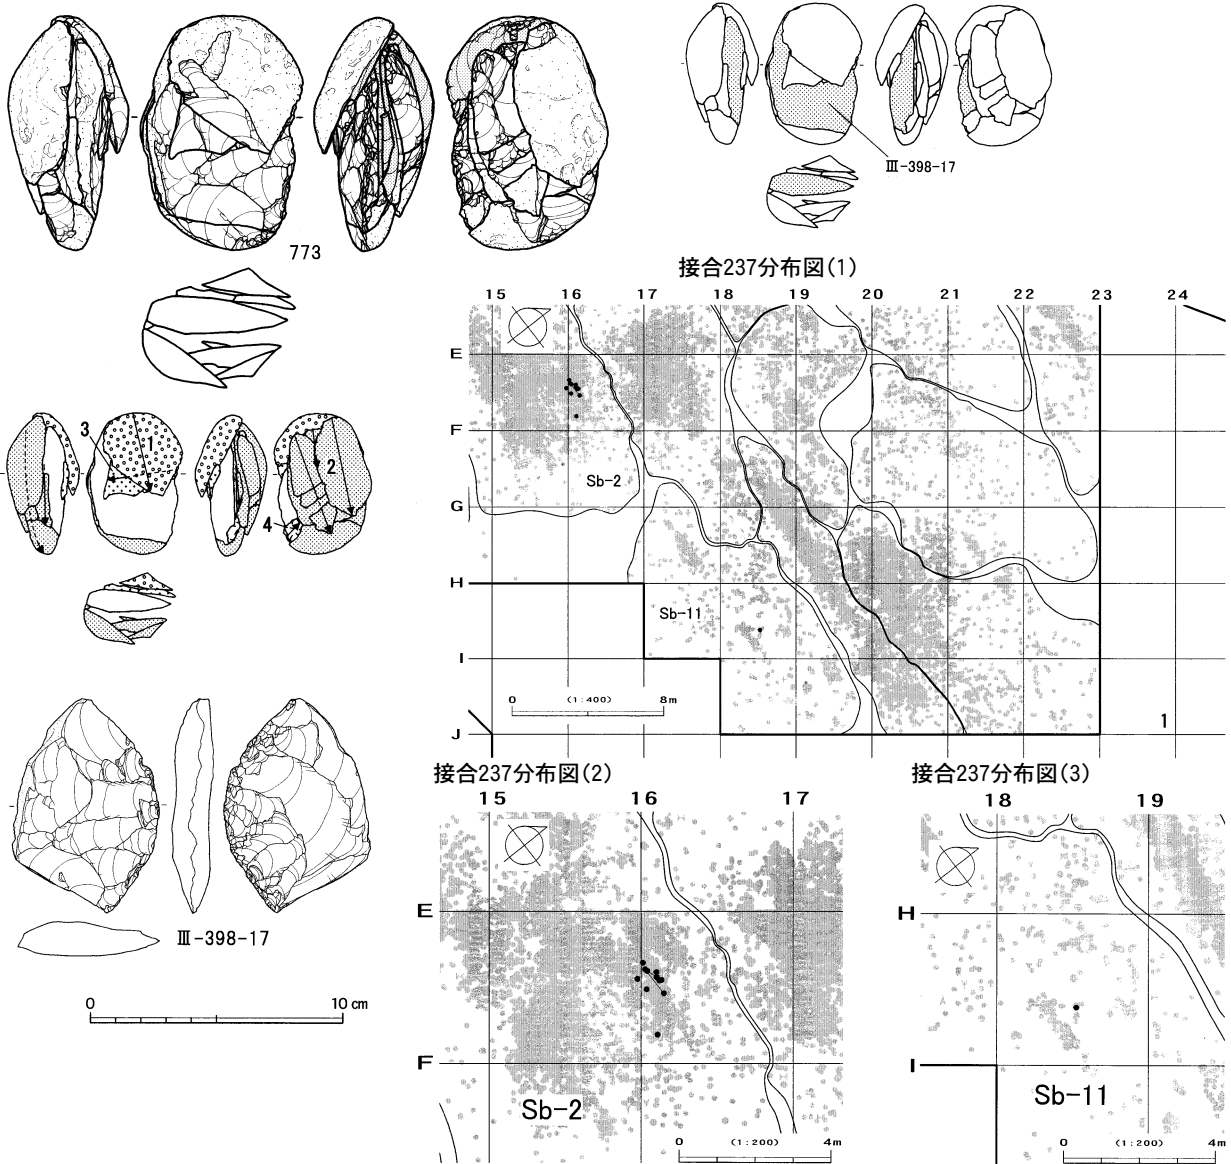 773
Ⅲ-398-17
3
1
2
4
Ⅲ-398-17
0 10 cm
接合237分布図(1)
15 16 17 18 19 20 21 22 23 24
E
F
G
H
I
J
Sb-2
Sb-11
0 (1:400) 8m
1
接合237分布図(2)
15 16 17
E
F
Sb-2
0 (1:200) 4m
接合237分布図(3)
18 19
H
I
Sb-11
0 (1:200) 4m